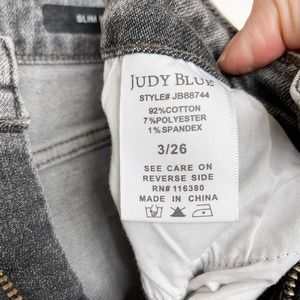 SLIM
JUDY BLUE
STYLE# JB88744
92%COTTON
7%POLYESTER
1%SPANDEX
3/26
SEE CARE ON
REVERSE SIDE
RN# 116380
MADE IN CHINA